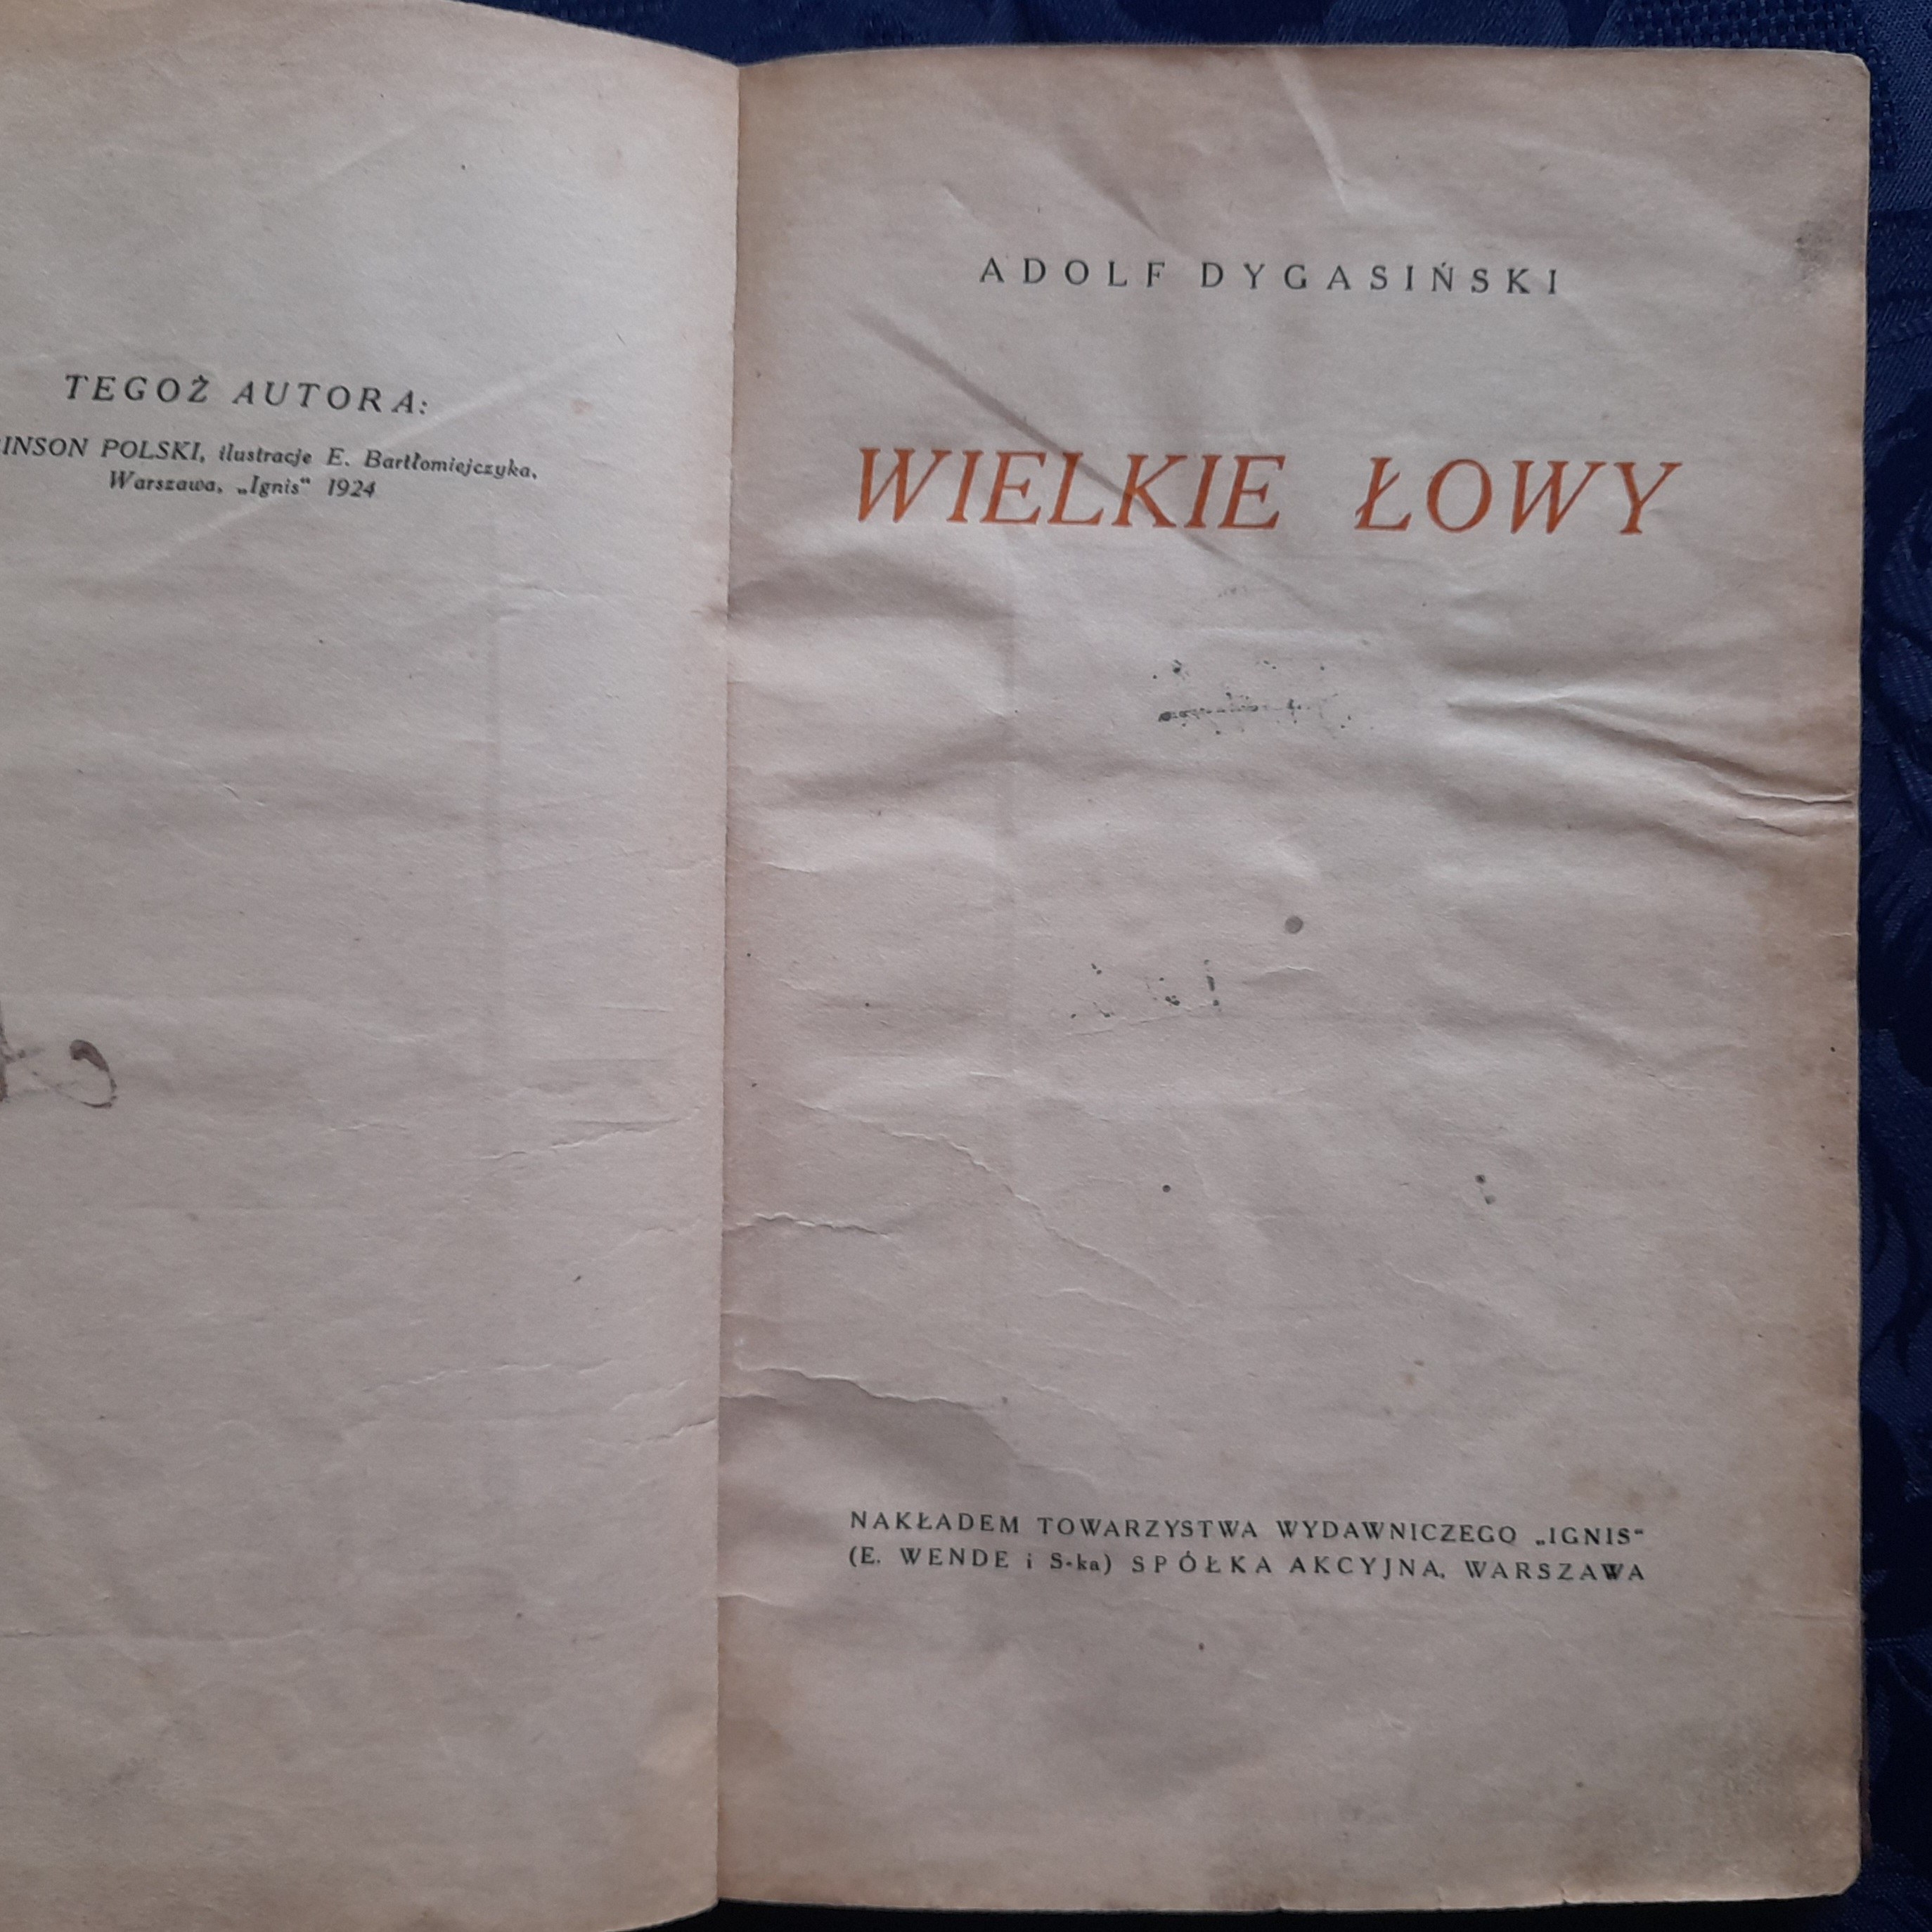 TEGOŻ AUTORA:
INSON POLSKI, ilustracje E. Bartłomiejczyka,
Warszawa, „Ignis“ 1924
ADOLF DYGASIŃSKI
WIELKIE ŁOWY
NAKŁADEM TOWARZYSTWA WYDAWNICZEGO „IGNIS“
(E. WENDE i S-ka) SPÓŁKA AKCYJNA, WARSZAWA